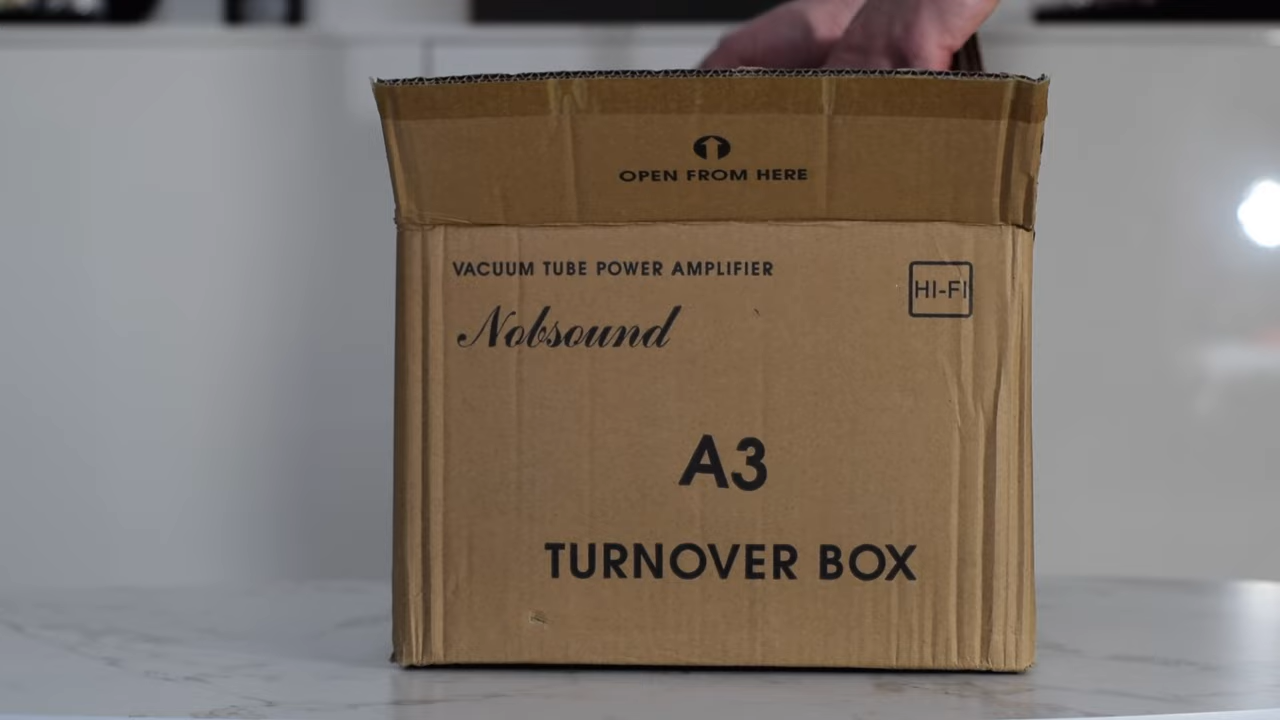 OPEN FROM HERE
VACUUM TUBE POWER AMPLIFIER
HI-FI
Nobsound
A3
TURNOVER BOX